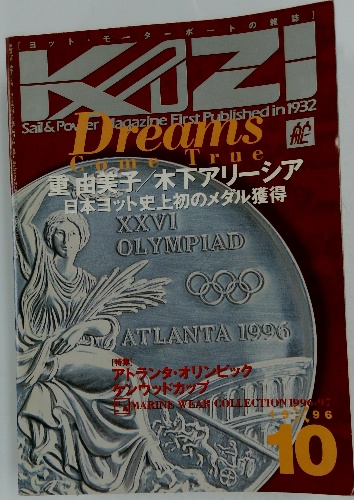 [ヨット・モーターボートの雑誌]
KAZI
Sail & Power Magazine First Published in 1932
Dreams
Come True
舵
重 由美子/木下アリーシア
日本ヨット史上初のメダル獲得
XXVI
OLYMPIAD
ATLANTA 1996
[特集]
アトランタ・オリンピック
ケンウッドカップ
MARINE WEAR COLLECTION 1996-97
1996
10